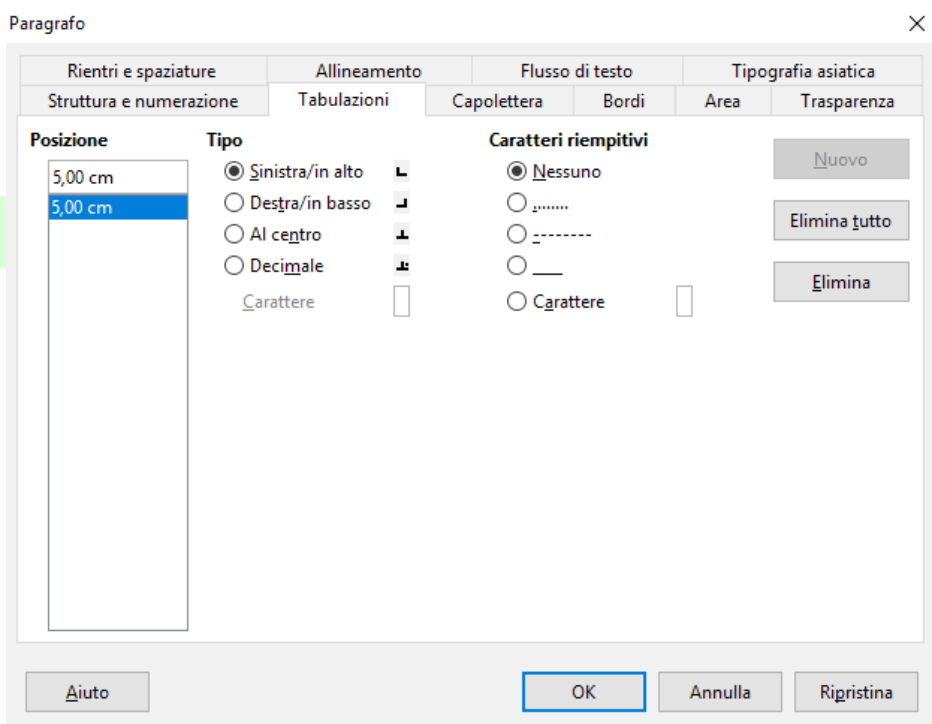 Paragrafo
Rientri e spaziature Allineamento Flusso di testo Tipografia asiatica
Struttura e numerazione Tabulazioni Capolettera Bordi Area Trasparenza
Posizione Tipo Caratteri riempitivi
5,00 cm Sinistra/in alto Nessuno Nuovo
5,00 cm Destra/in basso ........
Al centro -------- Elimina tutto
Decimale ___ Elimina
Carattere Carattere
Aiuto OK Annulla Ripristina